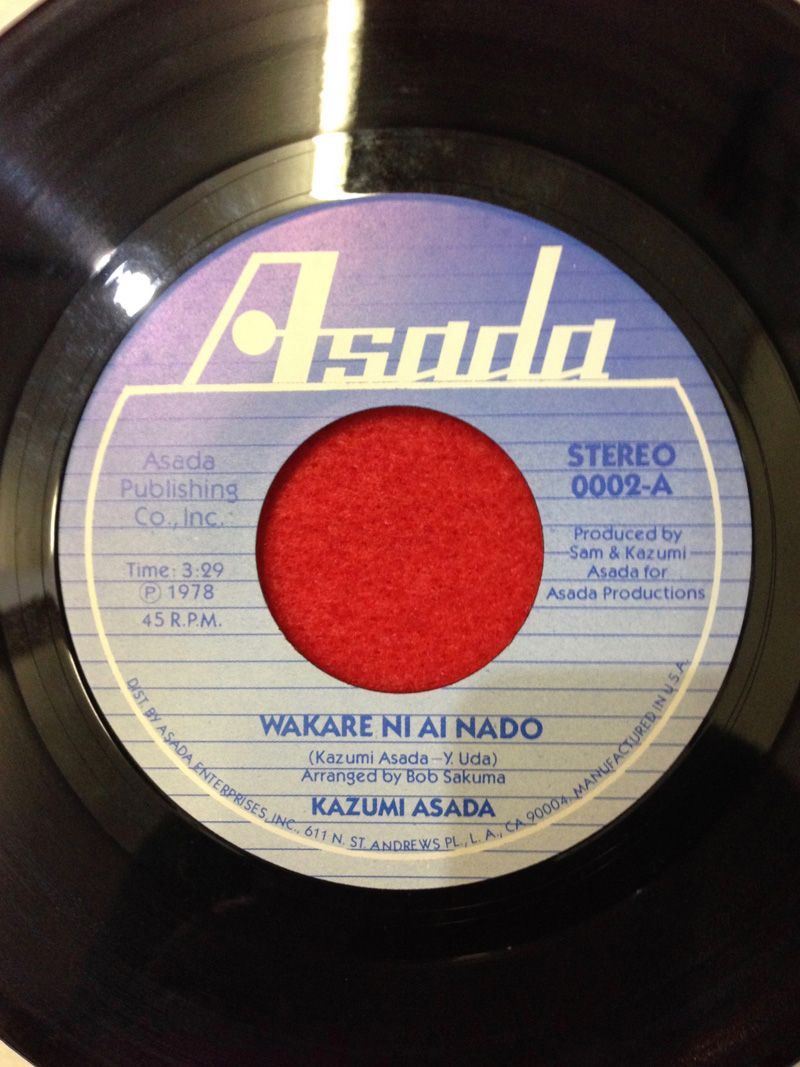 Asada
Asada
Publishing
Co., Inc.
Time: 3:29
Ⓟ 1978
45 R.P.M.
STEREO
0002-A
Produced by
Sam & Kazumi
Asada for
Asada Productions
WAKARE NI AI NADO
(Kazumi Asada—Y. Uda)
Arranged by Bob Sakuma
KAZUMI ASADA
DIST. BY ASADA ENTERPRISES, INC., 611 N. ST. ANDREWS PL., L. A., CA 90004. MANUFACTURED IN U.S.A.